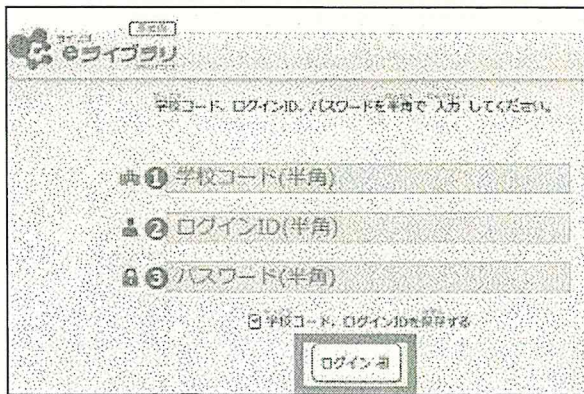 eライブラリ
学校コード、ログインID、パスワードを半角で 入力 してください。
❶ 学校コード(半角)
❷ ログインID(半角)
❸ パスワード(半角)
学校コード、ログインIDを保存する
ログイン